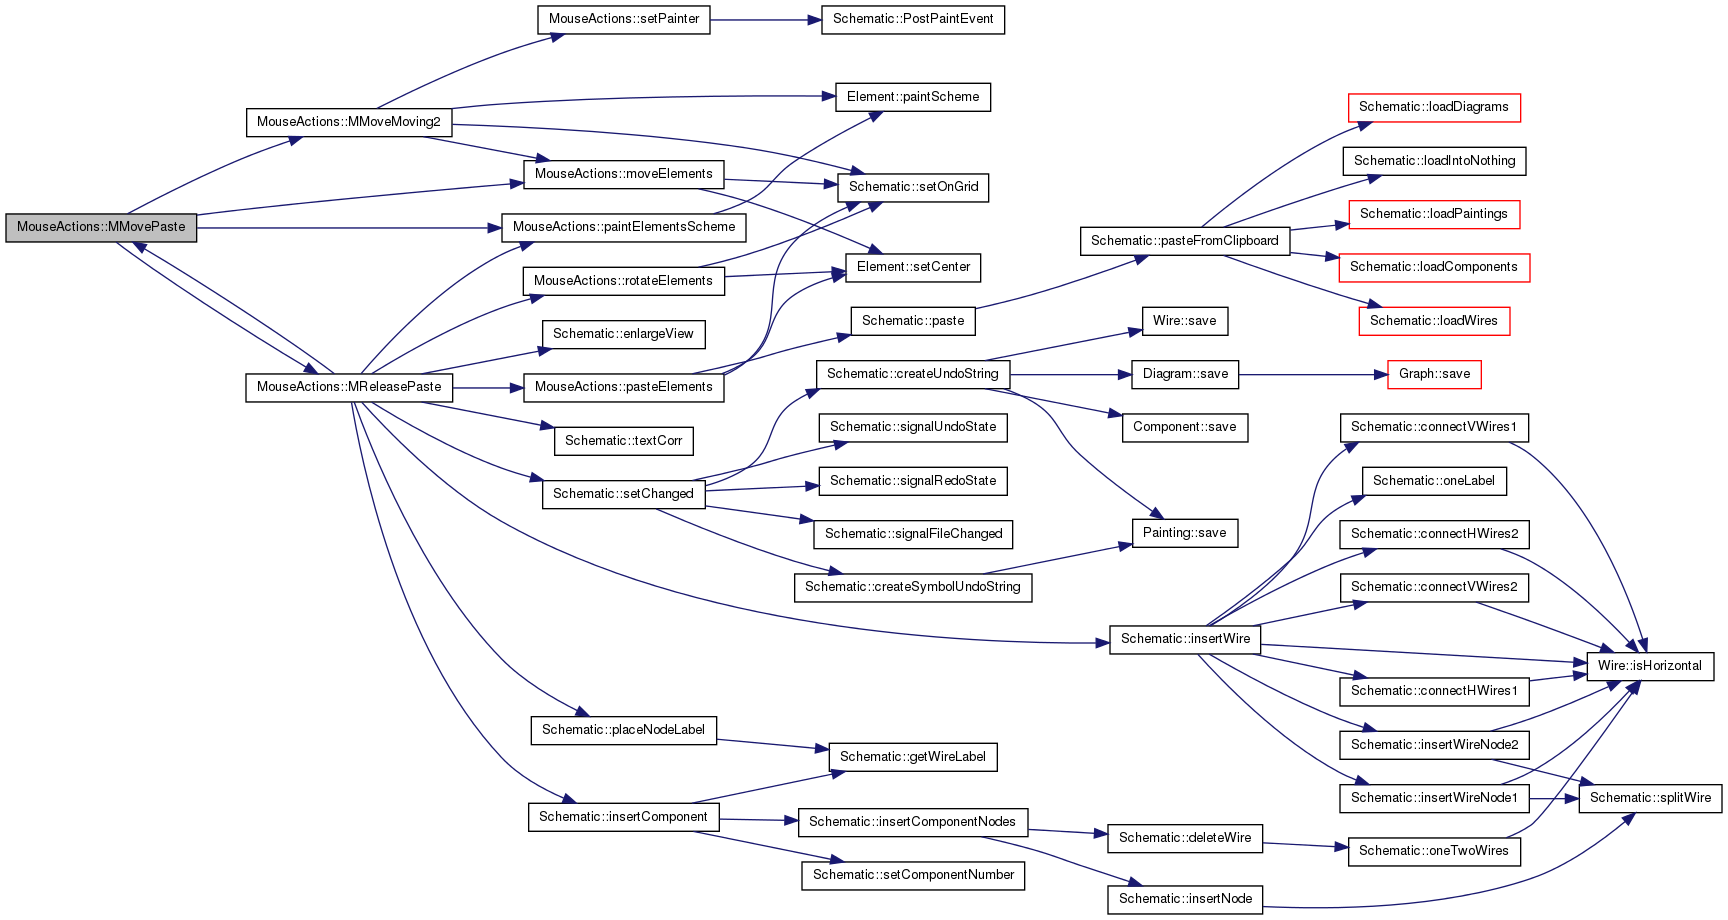 MouseActions::MMovePaste
MouseActions::MMoveMoving2
MouseActions::MReleasePaste
MouseActions::setPainter
MouseActions::moveElements
MouseActions::paintElementsScheme
MouseActions::rotateElements
Schematic::enlargeView
MouseActions::pasteElements
Schematic::textCorr
Schematic::setChanged
Schematic::placeNodeLabel
Schematic::insertComponent
Schematic::PostPaintEvent
Element::paintScheme
Schematic::setOnGrid
Element::setCenter
Schematic::paste
Schematic::createUndoString
Schematic::signalUndoState
Schematic::signalRedoState
Schematic::signalFileChanged
Schematic::createSymbolUndoString
Schematic::getWireLabel
Schematic::insertComponentNodes
Schematic::setComponentNumber
Schematic::pasteFromClipboard
Wire::save
Diagram::save
Component::save
Painting::save
Schematic::insertWire
Schematic::deleteWire
Schematic::insertNode
Schematic::loadDiagrams
Schematic::loadIntoNothing
Schematic::loadPaintings
Schematic::loadComponents
Schematic::loadWires
Graph::save
Schematic::connectVWires1
Schematic::oneLabel
Schematic::connectHWires2
Schematic::connectVWires2
Schematic::connectHWires1
Schematic::insertWireNode2
Schematic::insertWireNode1
Schematic::oneTwoWires
Wire::isHorizontal
Schematic::splitWire